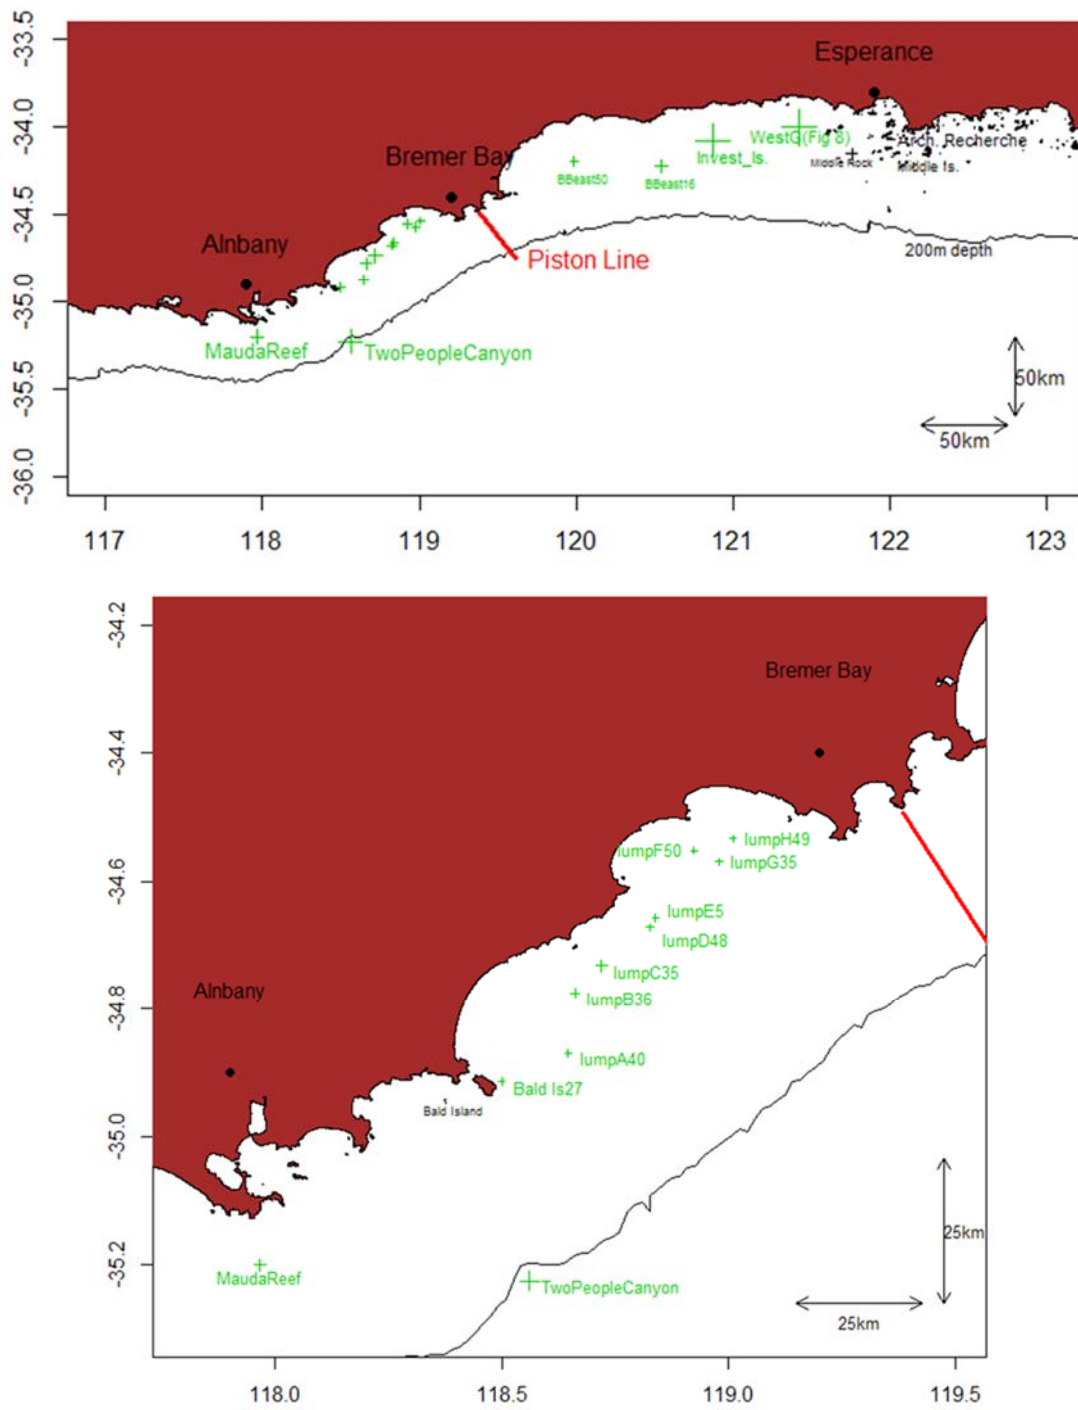 -33.5
Esperance
-34.0
Bremer Bay
WestG(Fig 8)
Arch. Recherche
Invest_Is.
Middle Rock
Middle Is.
BBeast50
BBeast16
-34.5
Alnbany
200m depth
Piston Line
-35.0
MaudaReef
TwoPeopleCanyon
-35.5
50km
50km
-36.0
117 118 119 120 121 122 123
-34.2
Bremer Bay
-34.4
lumpH49
lumpF50
lumpG35
-34.6
lumpE5
lumpD48
lumpC35
Alnbany
lumpB36
-34.8
lumpA40
Bald Is27
Bald Island
-35.0
25km
-35.2
MaudaReef
TwoPeopleCanyon
25km
118.0 118.5 119.0 119.5